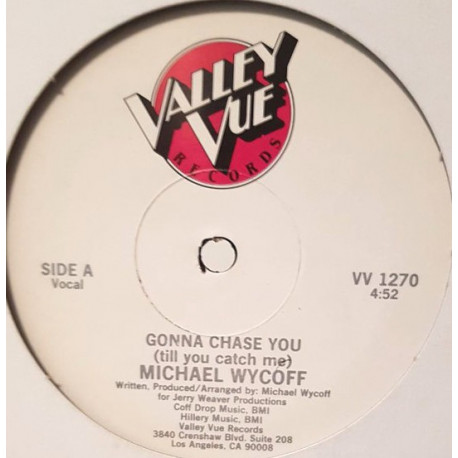 VALLEY
VUE
RECORDS
SIDE A
Vocal
VV 1270
4:52
GONNA CHASE YOU
(till you catch me)
MICHAEL WYCOFF
Written, Produced/Arranged by: Michael Wycoff
for Jerry Weaver Productions
Coff Drop Music, BMI
Hillery Music, BMI
Valley Vue Records
3840 Crenshaw Blvd. Suite 208
Los Angeles, CA 90008